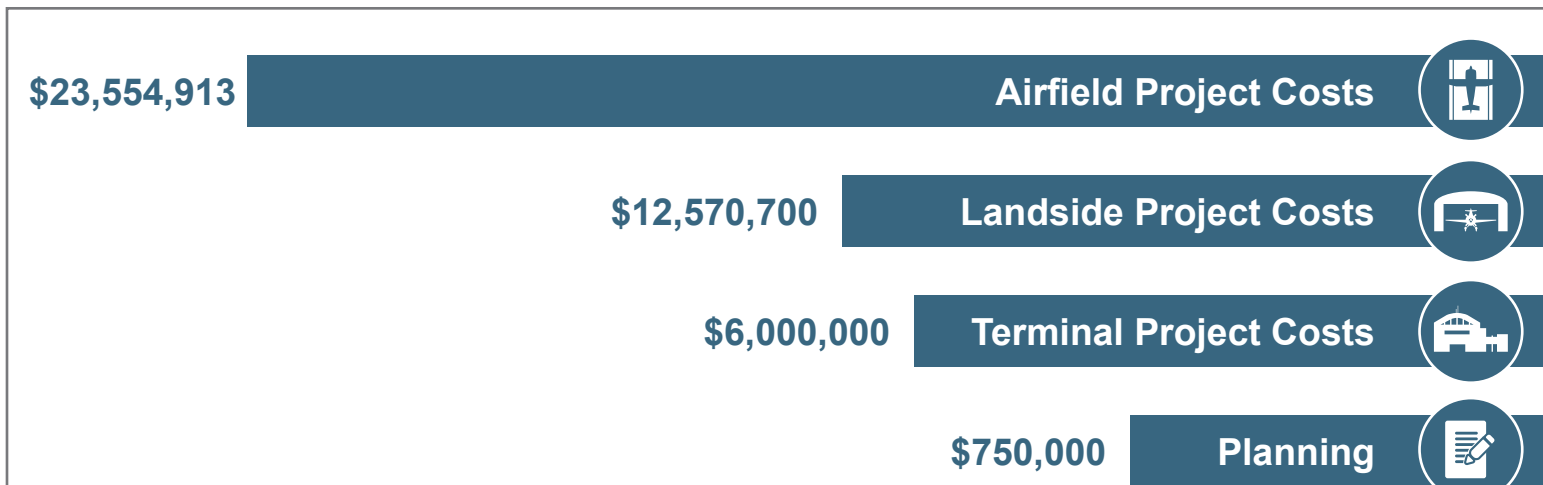 $23,554,913 Airfield Project Costs
$12,570,700 Landside Project Costs
$6,000,000 Terminal Project Costs
$750,000 Planning